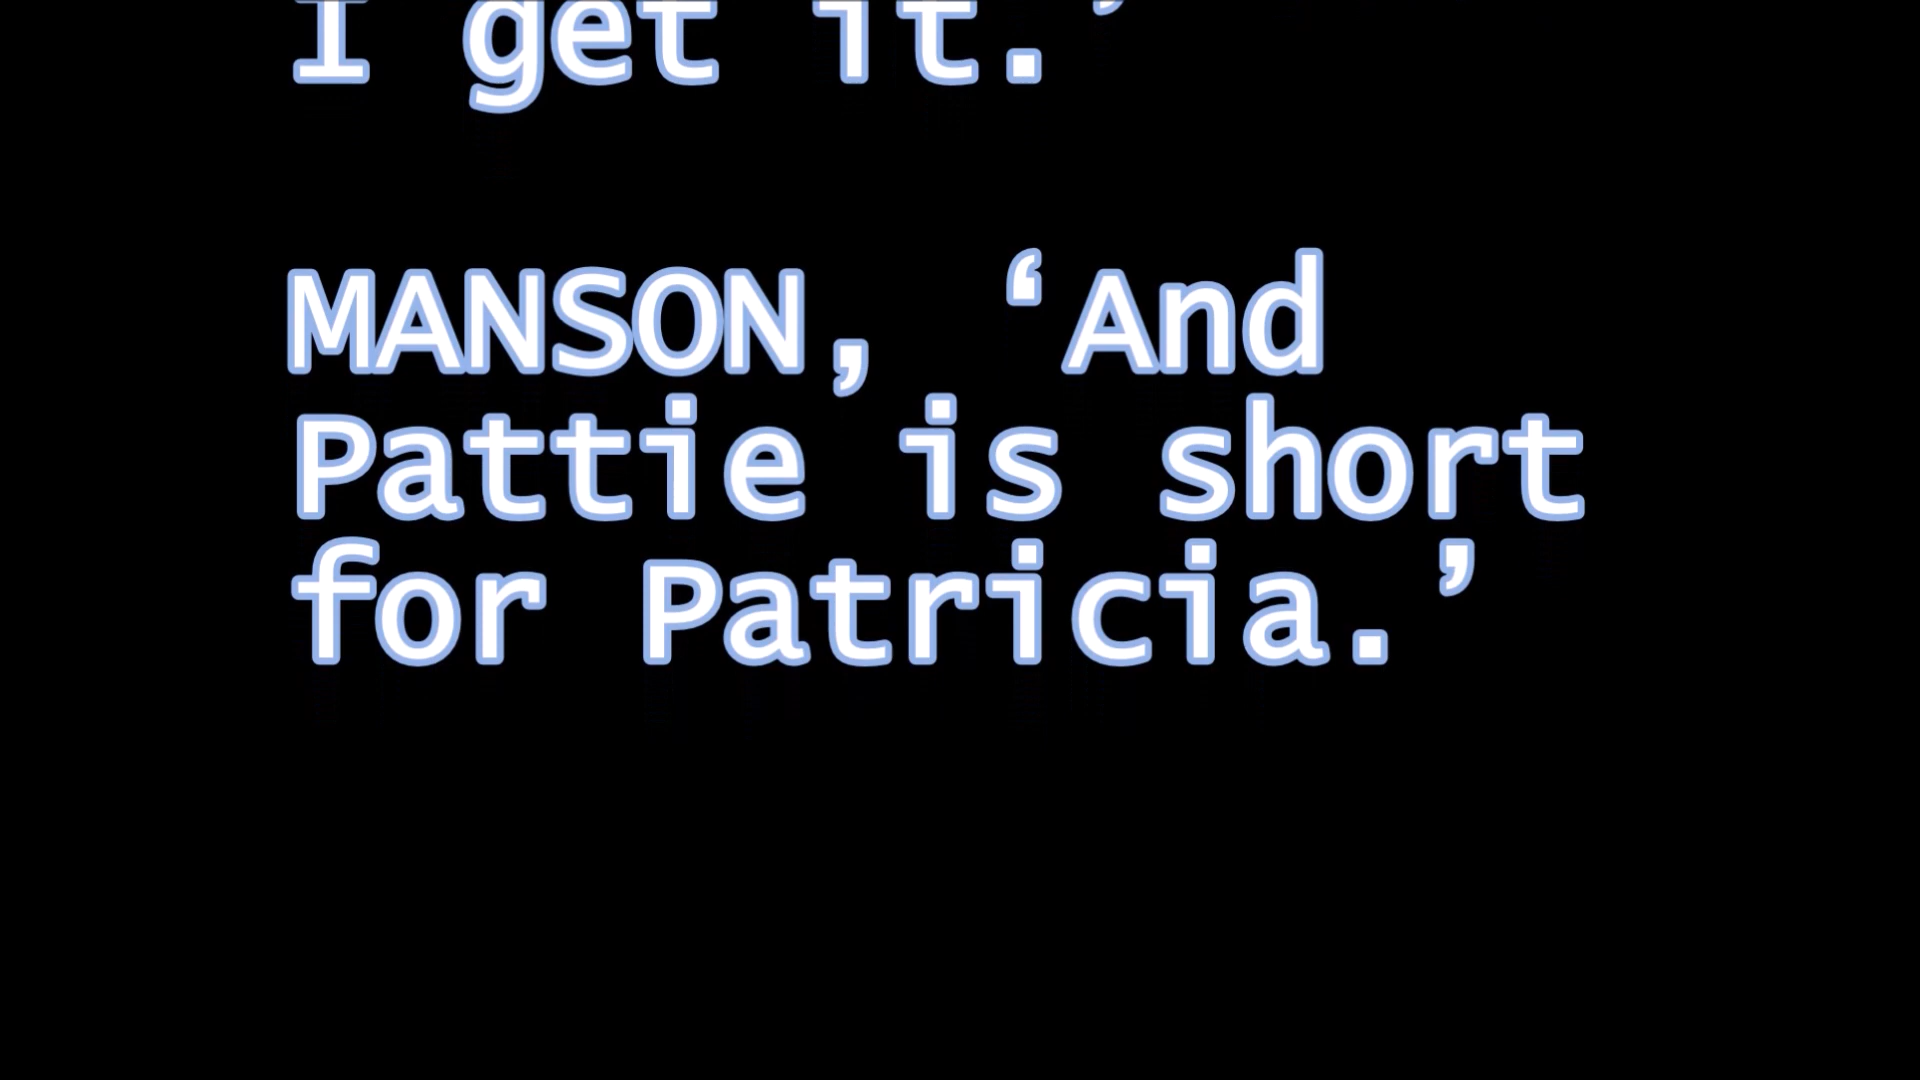 I get it.’
MANSON, ‘And
Pattie is short
for Patricia.’